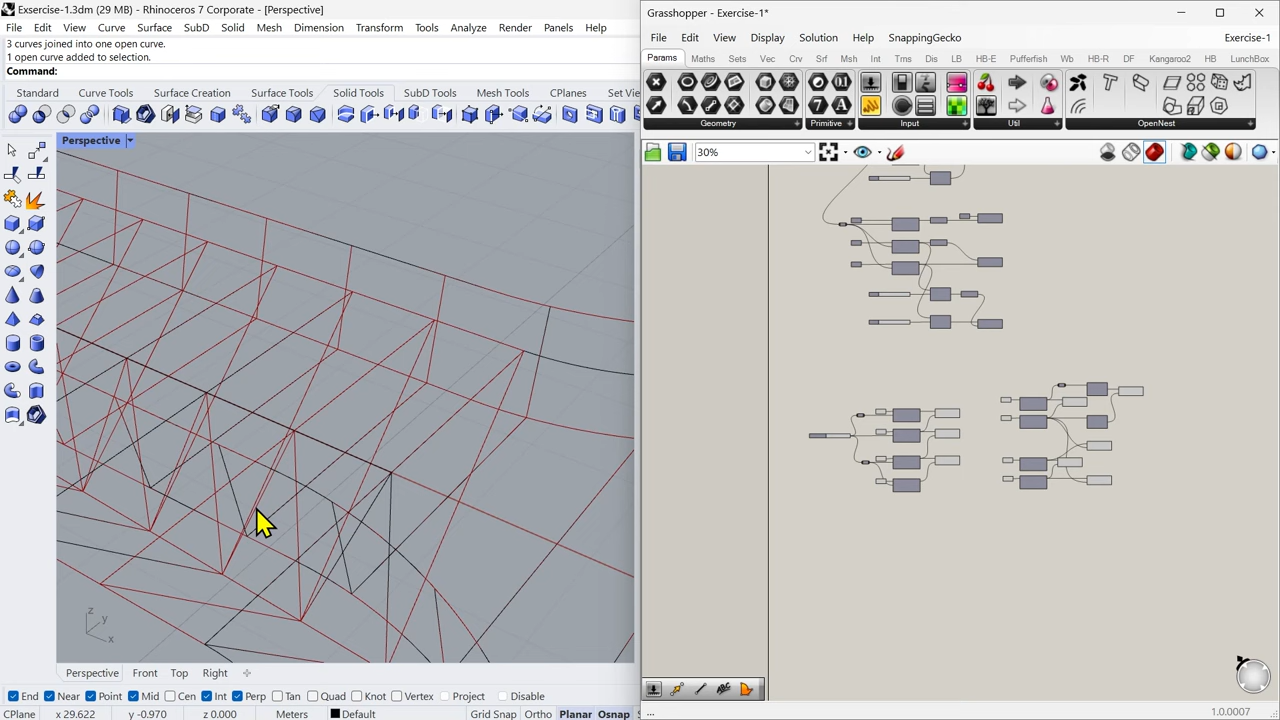 Exsercise-1.3dm (29 MB) - Rhinoceros 7 Corporate - [Perspective]
File Edit View Curve Surface SubD Solid Mesh Dimension Transform Tools Analyze Render Panels Help
3 curves joined into one open curve.
1 open curve added to selection.
Command:
Standard Curve Tools Surface Creation Surface Tools Solid Tools SubD Tools Mesh Tools CPlanes Set Vie
Perspective
z
y
x
Perspective Front Top Right
End Near Point Mid Cen Int Perp Tan Quad Knot Vertex Project Disable
CPlane x 29.622 y -0.970 z 0.000 Meters Default Grid Snap Ortho Planar Osnap
Grasshopper - Exercise-1*
File Edit View Display Solution Help SnappingGecko Exercise-1
Params Maths Sets Vec Crv Srf Msh Int Trns Dis LB HB-E Pufferfish Wb HB-R DF Kangaroo2 HB LunchBox
Geometry Primitive Input Util OpenNest
30%
... 1.0.0007